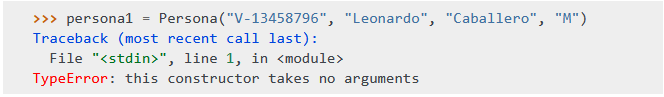 >>> persona1 = Persona("V-13458796", "Leonardo", "Caballero", "M")
Traceback (most recent call last):
  File "<stdin>", line 1, in <module>
TypeError: this constructor takes no arguments